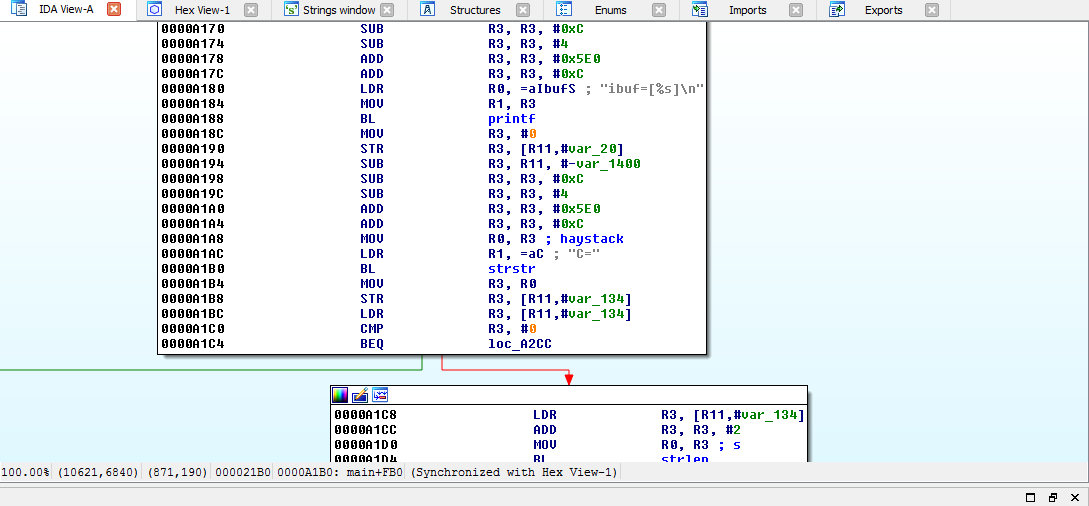 IDA View-A Hex View-1 Strings window Structures Enums Imports Exports
0000A170 SUB R3, R3, #0xC
0000A174 SUB R3, R3, #4
0000A178 ADD R3, R3, #0x5E0
0000A17C ADD R3, R3, #0xC
0000A180 LDR R0, =aIbufS ; "ibuf=[%s]\n"
0000A184 MOV R1, R3
0000A188 BL printf
0000A18C MOV R3, #0
0000A190 STR R3, [R11,#var_20]
0000A194 SUB R3, R11, #-var_1400
0000A198 SUB R3, R3, #0xC
0000A19C SUB R3, R3, #4
0000A1A0 ADD R3, R3, #0x5E0
0000A1A4 ADD R3, R3, #0xC
0000A1A8 MOV R0, R3 ; haystack
0000A1AC LDR R1, =aC ; "C="
0000A1B0 BL strstr
0000A1B4 MOV R3, R0
0000A1B8 STR R3, [R11,#var_134]
0000A1BC LDR R3, [R11,#var_134]
0000A1C0 CMP R3, #0
0000A1C4 BEQ loc_A2CC
0000A1C8 LDR R3, [R11,#var_134]
0000A1CC ADD R3, R3, #2
0000A1D0 MOV R0, R3 ; s
0000A1D4 BL strlen
100.00% (10621,6840) (871,190) 000021B0 0000A1B0: main+FB0 (Synchronized with Hex View-1)